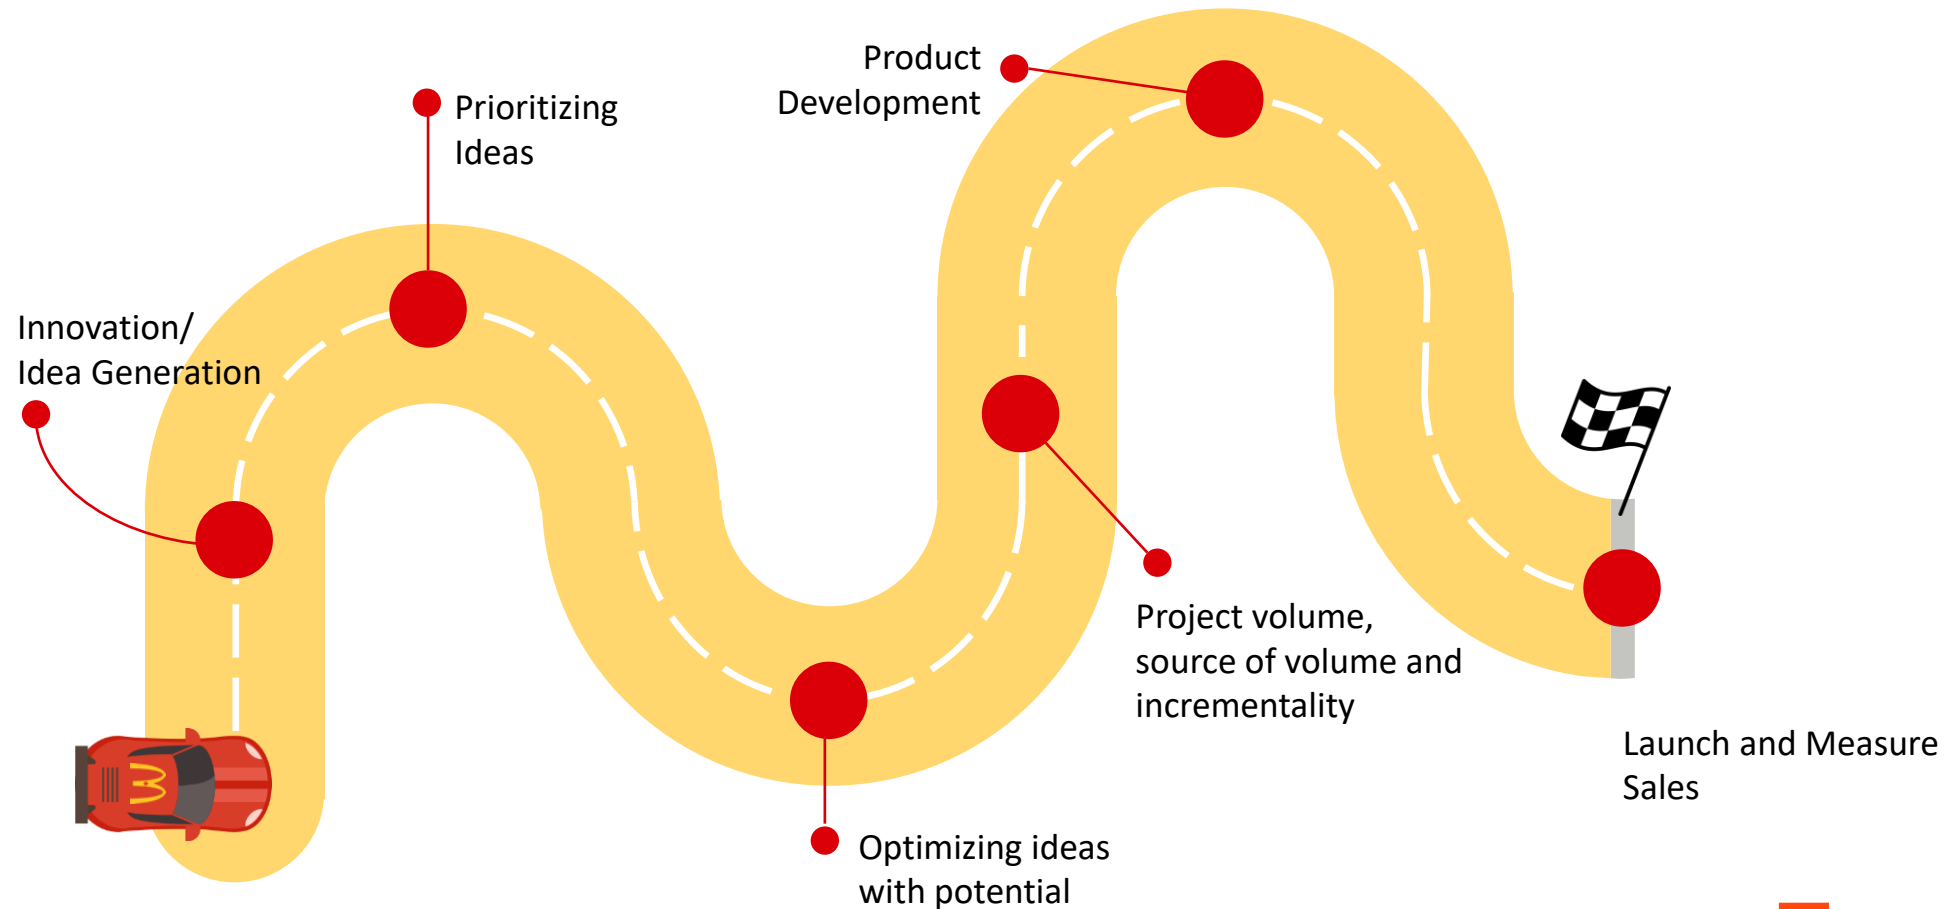 Innovation/
Idea Generation
Prioritizing
Ideas
Optimizing ideas
with potential
Project volume,
source of volume and
incrementality
Product
Development
Launch and Measure
Sales